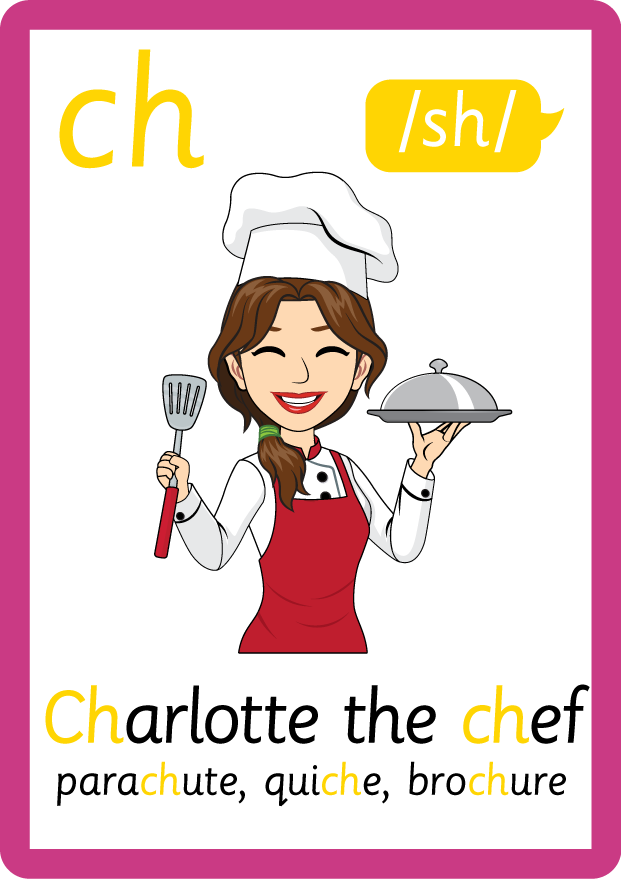 ch
/sh/
Charlotte the chef
parachute, quiche, brochure